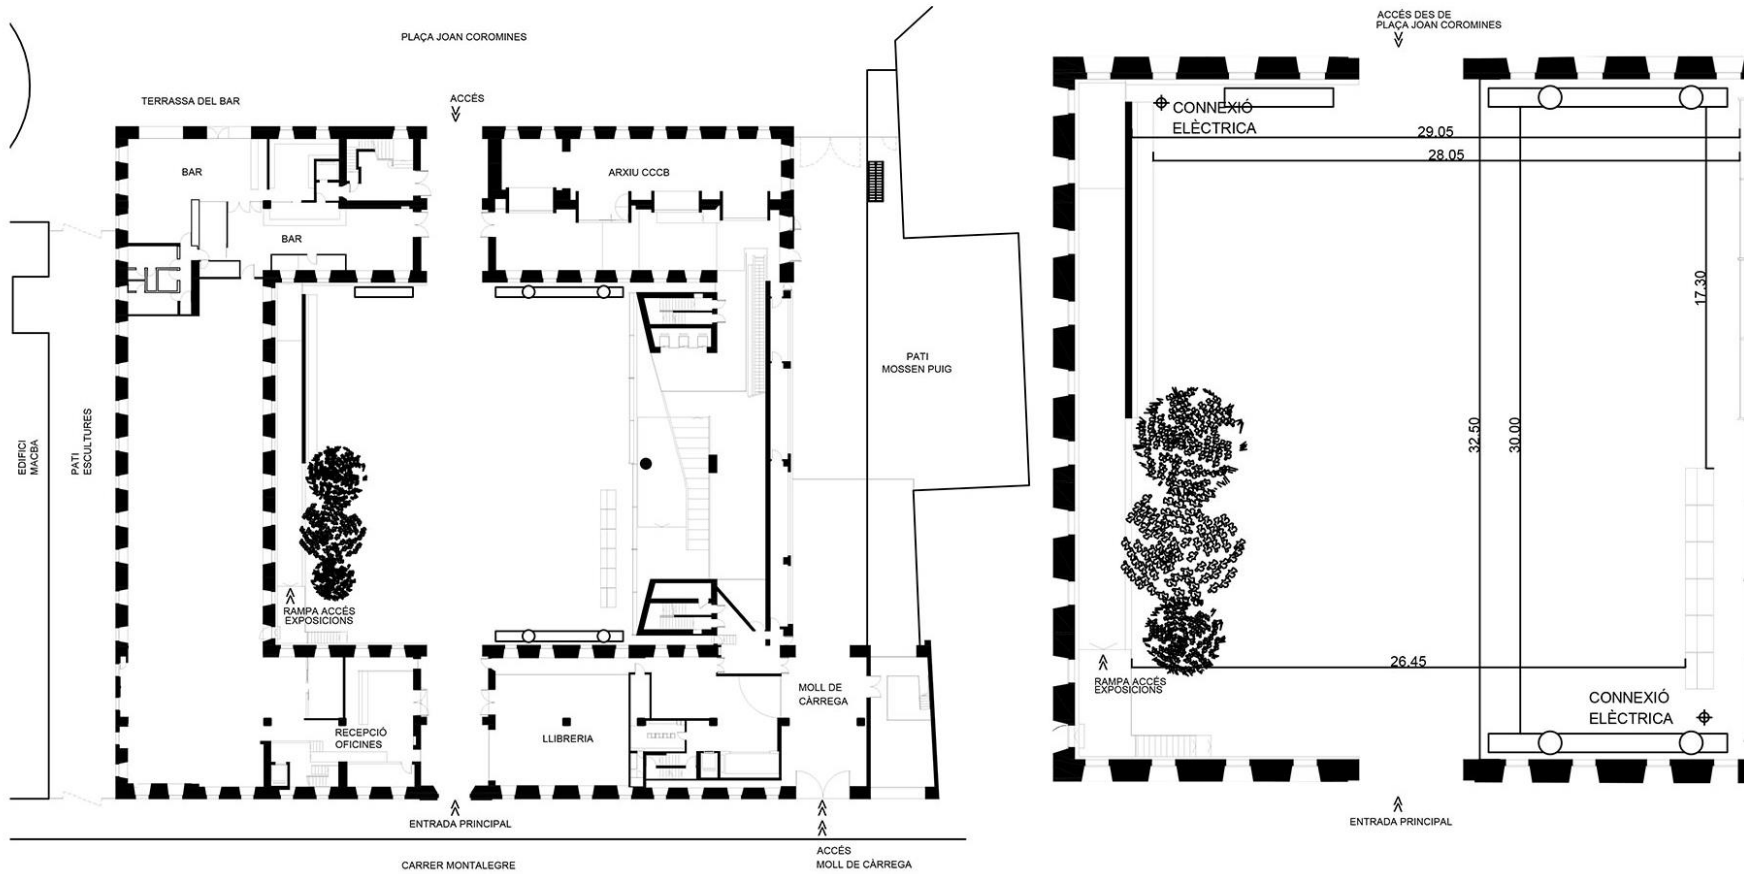 PLAÇA JOAN COROMINES
TERRASSA DEL BAR
ACCÉS
BAR
ARXIU CCCB
BAR
PATI
MOSSEN PUIG
EDIFICI
MACBA
PATI
ESCULTURES
RAMPA ACCÉS
EXPOSICIONS
MOLL DE
CÀRREGA
RECEPCIÓ
OFICINES
LLIBRERIA
ENTRADA PRINCIPAL
CARRER MONTALEGRE
ACCÉS
MOLL DE CÀRREGA
ACCÉS DES DE
PLAÇA JOAN COROMINES
CONNEXIÓ
ELÈCTRICA
29.05
28.05
17.30
32.50
30.00
26.45
RAMPA ACCÉS
EXPOSICIONS
CONNEXIÓ
ELÈCTRICA
ENTRADA PRINCIPAL